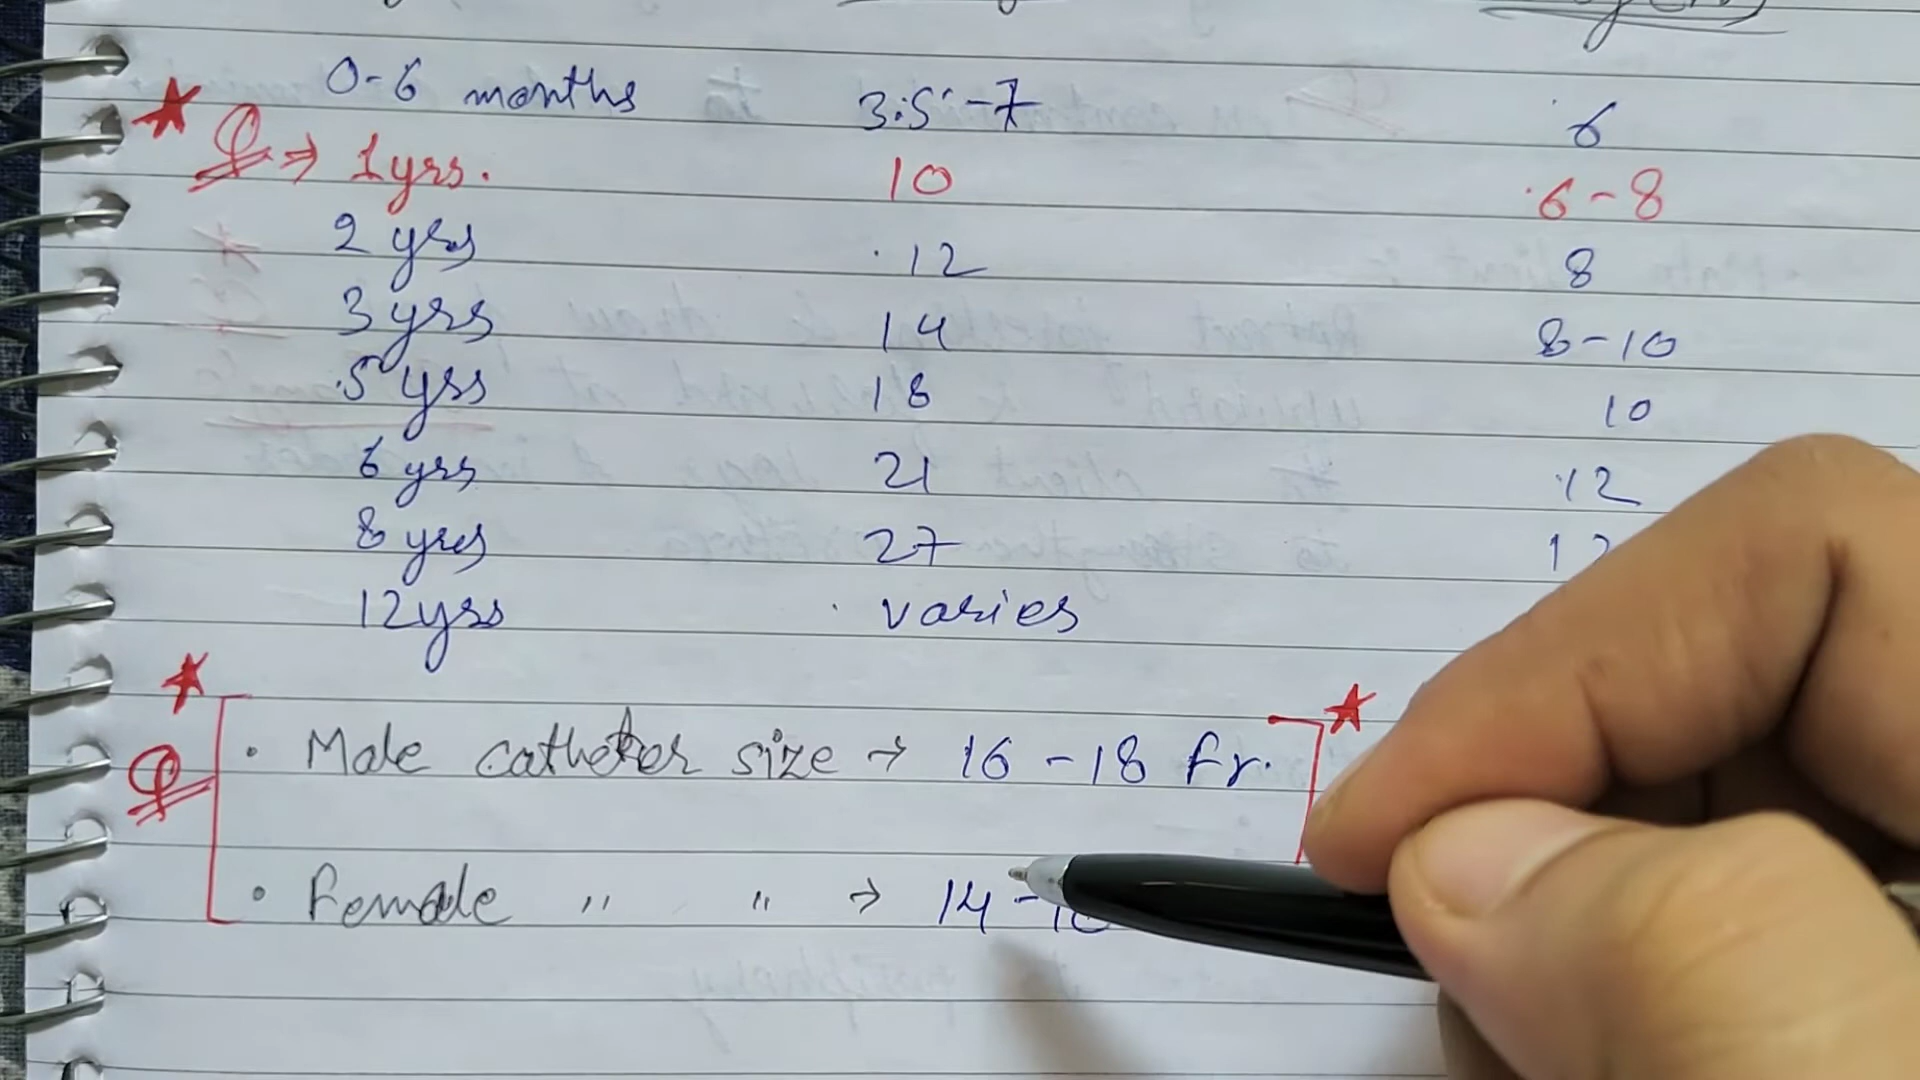 0-6 months 3.5-7 6
Q ⇒ 1yrs. 10 6-8
2 yrs 12 8
3 yrs 14 8-10
5 yrs 18 10
6 yrs 21 12
8 yrs 27 12
12yrs varies
Q
• Male catheter size → 16-18 fr.
• Female " " → 14-